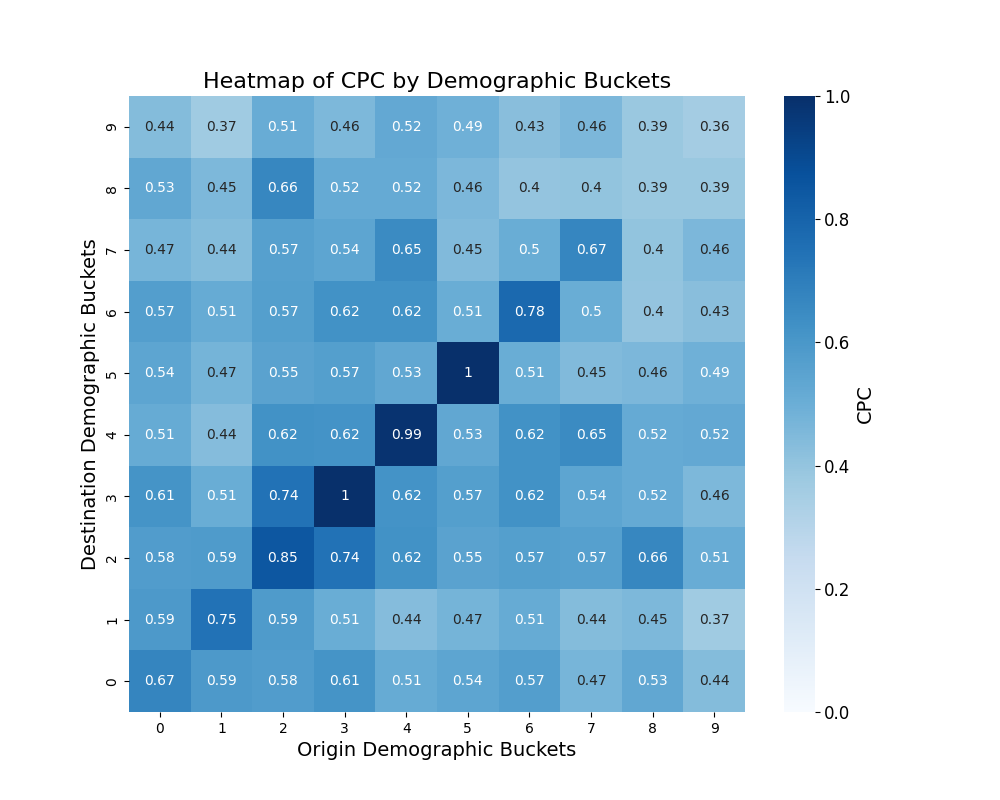 Heatmap of CPC by Demographic Buckets
9 0.44 0.37 0.51 0.46 0.52 0.49 0.43 0.46 0.39 0.36
8 0.53 0.45 0.66 0.52 0.52 0.46 0.4 0.4 0.39 0.39
7 0.47 0.44 0.57 0.54 0.65 0.45 0.5 0.67 0.4 0.46
6 0.57 0.51 0.57 0.62 0.62 0.51 0.78 0.5 0.4 0.43
5 0.54 0.47 0.55 0.57 0.53 1 0.51 0.45 0.46 0.49
4 0.51 0.44 0.62 0.62 0.99 0.53 0.62 0.65 0.52 0.52
3 0.61 0.51 0.74 1 0.62 0.57 0.62 0.54 0.52 0.46
2 0.58 0.59 0.85 0.74 0.62 0.55 0.57 0.57 0.66 0.51
1 0.59 0.75 0.59 0.51 0.44 0.47 0.51 0.44 0.45 0.37
0 0.67 0.59 0.58 0.61 0.51 0.54 0.57 0.47 0.53 0.44
0 1 2 3 4 5 6 7 8 9
Origin Demographic Buckets
Destination Demographic Buckets
1.0
0.8
0.6
0.4
0.2
0.0
CPC